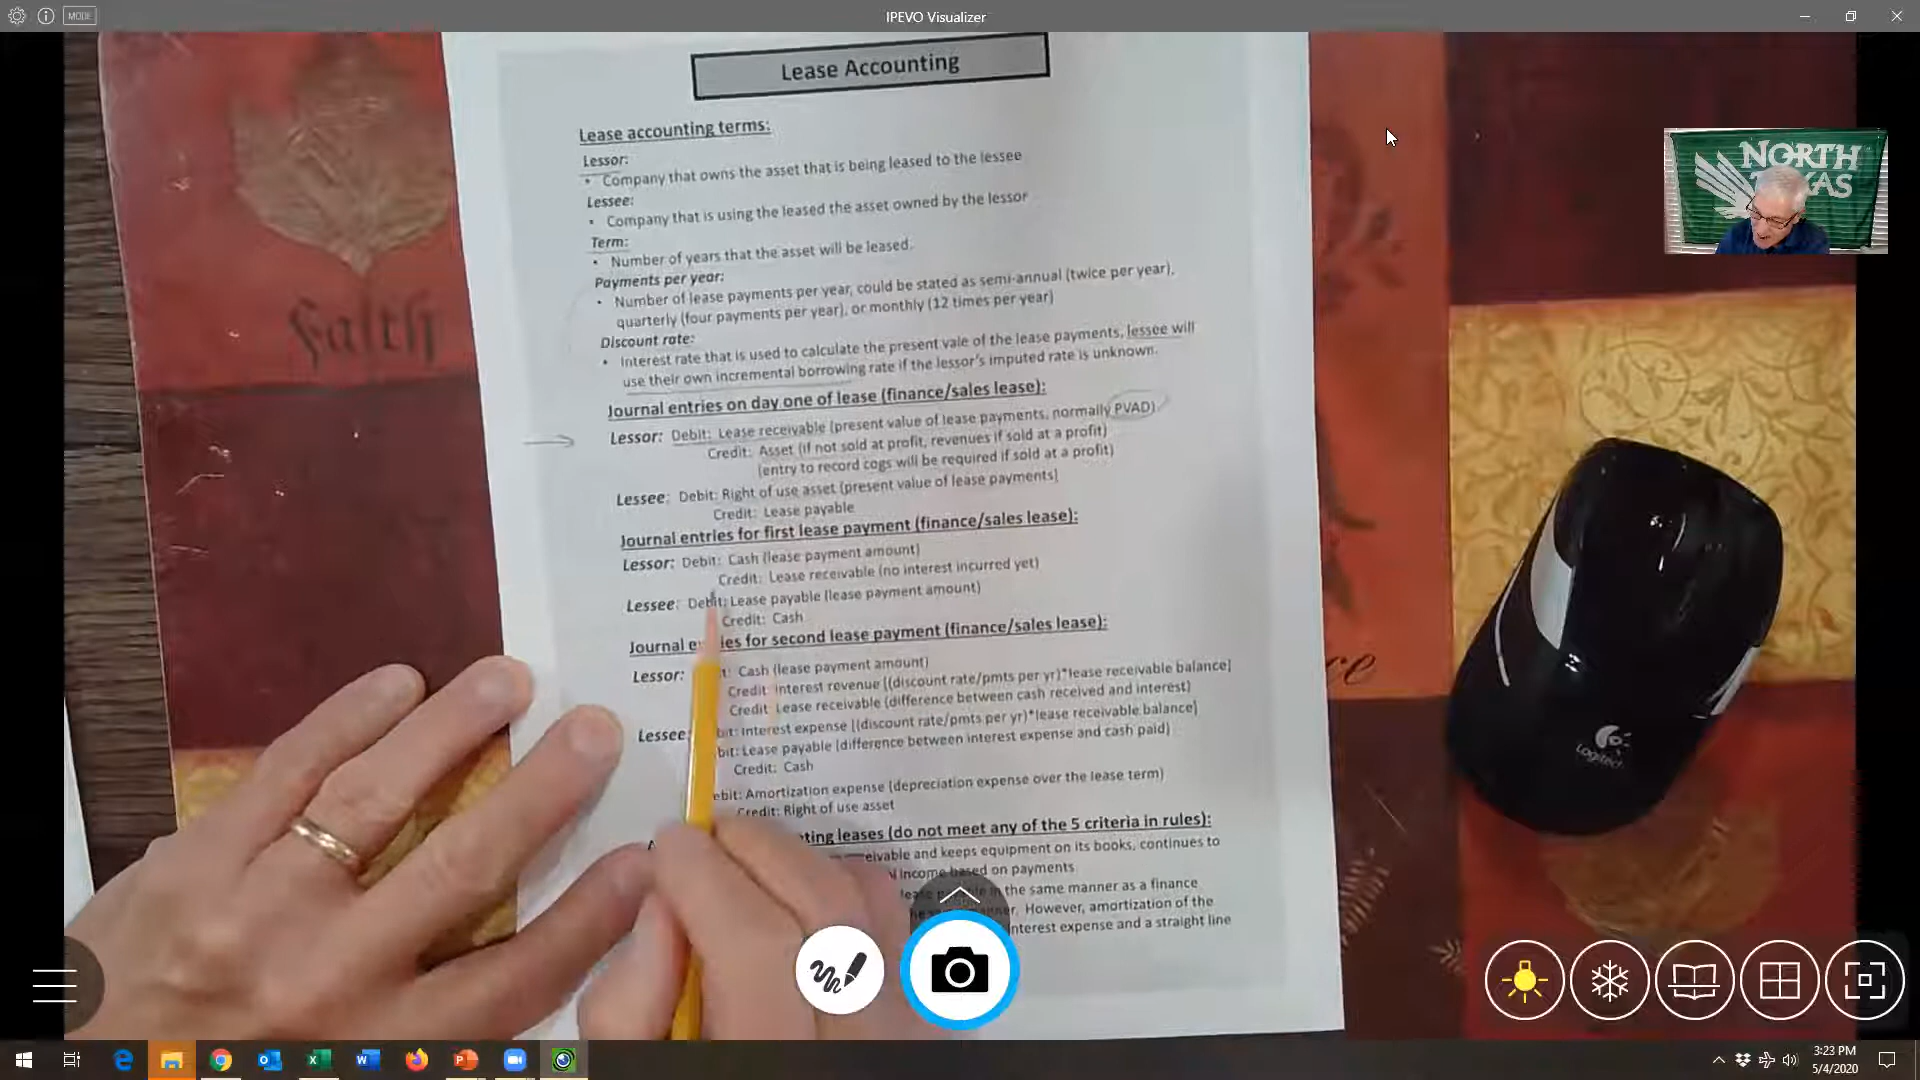 MODE
IPEVO Visualizer
Lease Accounting
Lease accounting terms:
Lessor:
• Company that owns the asset that is being leased to the lessee
Lessee:
• Company that is using the leased the asset owned by the lessor
Term:
• Number of years that the asset will be leased.
Payments per year:
• Number of lease payments per year, could be stated as semi-annual (twice per year),
quarterly (four payments per year), or monthly (12 times per year)
Discount rate:
• Interest rate that is used to calculate the present vale of the lease payments, lessee will
use their own incremental borrowing rate if the lessor's imputed rate is unknown.
Journal entries on day one of lease (finance/sales lease):
Lessor: Debit: Lease receivable (present value of lease payments, normally PVAD)
Credit: Asset (if not sold at profit, revenues if sold at a profit)
(entry to record cogs will be required if sold at a profit)
Lessee: Debit: Right of use asset (present value of lease payments)
Credit: Lease payable
Journal entries for first lease payment (finance/sales lease):
Lessor: Debit: Cash (lease payment amount)
Credit: Lease receivable (no interest incurred yet)
Lessee: Debit: Lease payable (lease payment amount)
Credit: Cash
Journal es for second lease payment (finance/sales lease):
Lessor: t: Cash (lease payment amount)
Credit: Interest revenue [(discount rate/pmts per yr)*lease receivable balance]
Credit: Lease receivable (difference between cash received and interest)
Lessee: bit: Interest expense [(discount rate/pmts per yr)*lease receivable balance]
bit: Lease payable (difference between interest expense and cash paid)
Credit: Cash
ebit: Amortization expense (depreciation expense over the lease term)
Credit: Right of use asset
ting leases (do not meet any of the 5 criteria in rules):
eivable and keeps equipment on its books, continues to
income based on payments
lease in the same manner as a finance
manner. However, amortization of the
interest expense and a straight line
Faith
ce
NORTH
TEXAS
Logitech
3:23 PM
5/4/2020